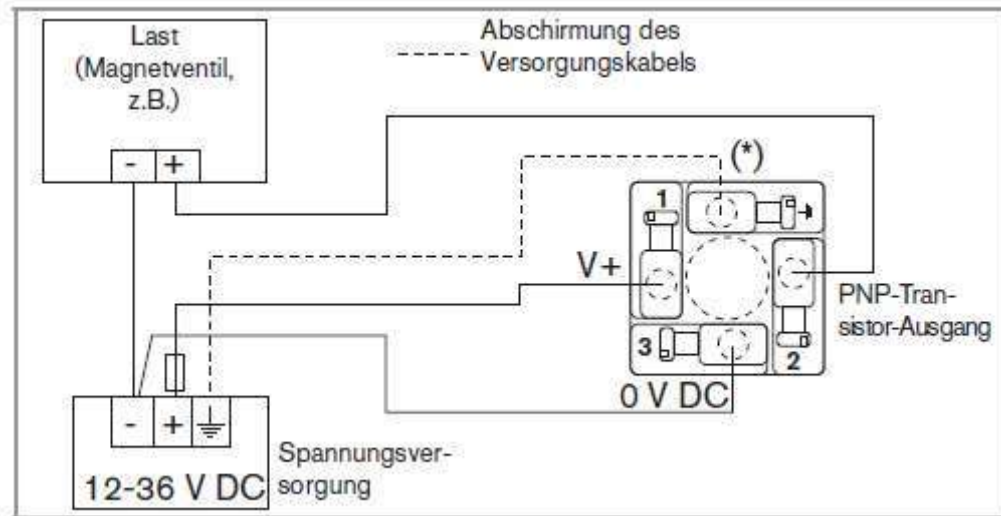 Last
(Magnetventil,
z.B.)
- +
Abschirmung des
Versorgungskabels
(*)
1
V+
PNP-Tran-
sistor-Ausgang
3
2
0 V DC
- +
12-36 V DC
Spannungsver-
sorgung